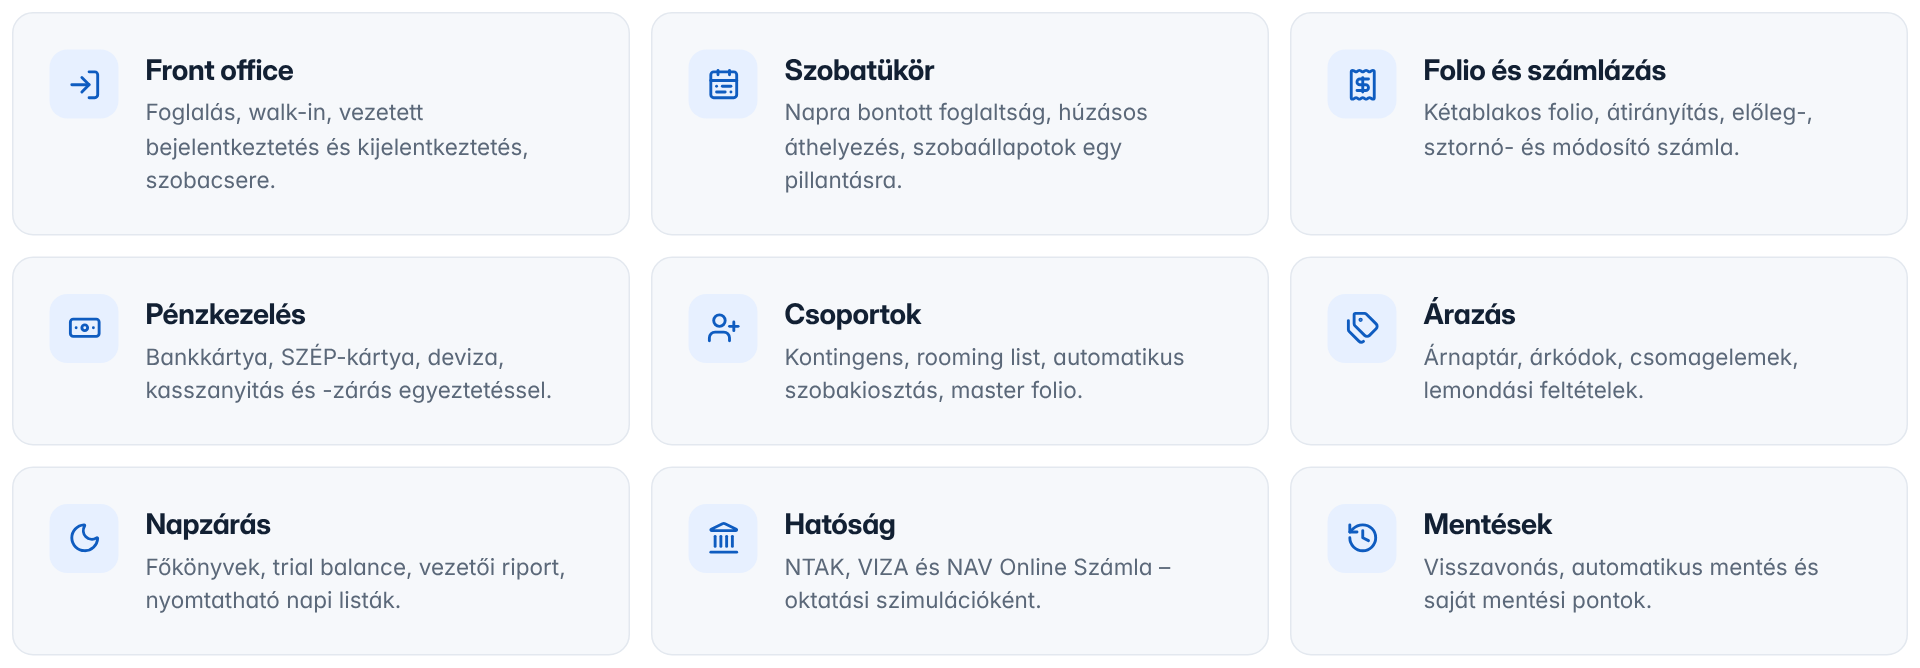 Front office
Foglalás, walk-in, vezetett
bejelentkeztetés és kijelentkeztetés,
szobacsere.
Szobatükör
Napra bontott foglaltság, húzásos
áthelyezés, szobaállapotok egy
pillantásra.
Folio és számlázás
Kétablakos folio, átirányítás, előleg-,
sztornó- és módosító számla.
Pénzkezelés
Bankkártya, SZÉP-kártya, deviza,
kasszanyitás és -zárás egyeztetéssel.
Csoportok
Kontingens, rooming list, automatikus
szobakiosztás, master folio.
Árazás
Árnaptár, árkódok, csomagelemek,
lemondási feltételek.
Napzárás
Főkönyvek, trial balance, vezetői riport,
nyomtatható napi listák.
Hatóság
NTAK, VIZA és NAV Online Számla –
oktatási szimulációként.
Mentések
Visszavonás, automatikus mentés és
saját mentési pontok.